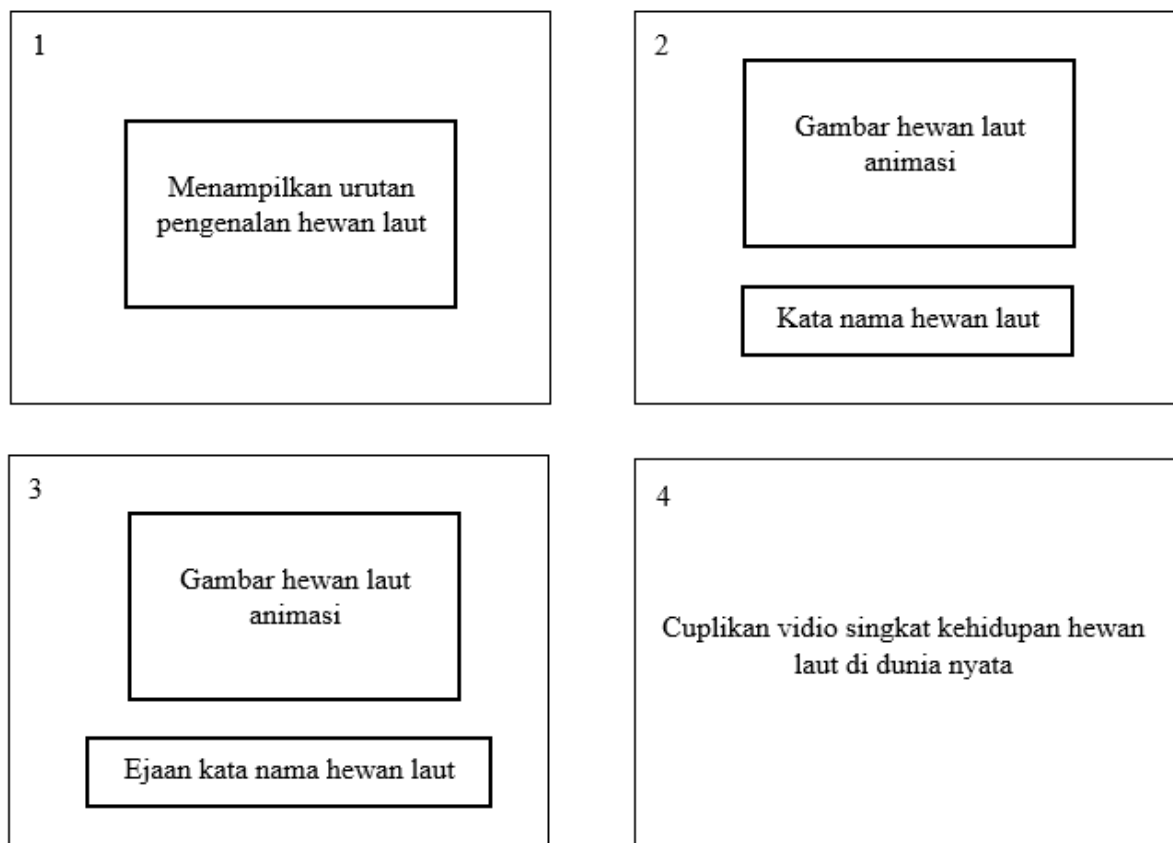 1
Menampilkan urutan
pengenalan hewan laut
2
Gambar hewan laut
animasi
Kata nama hewan laut
3
Gambar hewan laut
animasi
Ejaan kata nama hewan laut
4
Cuplikan vidio singkat kehidupan hewan
laut di dunia nyata